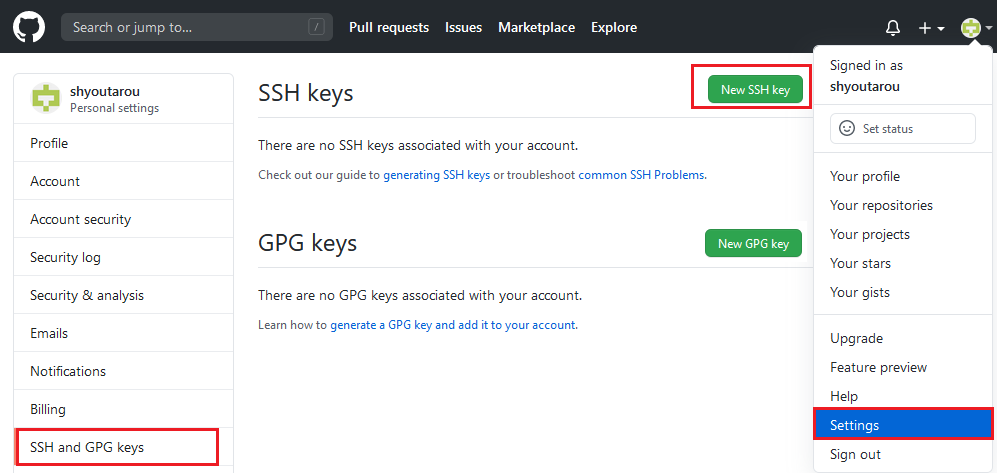 Search or jump to...
/
Pull requests
Issues
Marketplace
Explore
shyoutarou
Personal settings
Profile
Account
Account security
Security log
Security & analysis
Emails
Notifications
Billing
SSH and GPG keys
SSH keys
New SSH key
There are no SSH keys associated with your account.
Check out our guide to generating SSH keys or troubleshoot common SSH Problems.
GPG keys
New GPG key
There are no GPG keys associated with your account.
Learn how to generate a GPG key and add it to your account.
Signed in as
shyoutarou
Set status
Your profile
Your repositories
Your projects
Your stars
Your gists
Upgrade
Feature preview
Help
Settings
Sign out